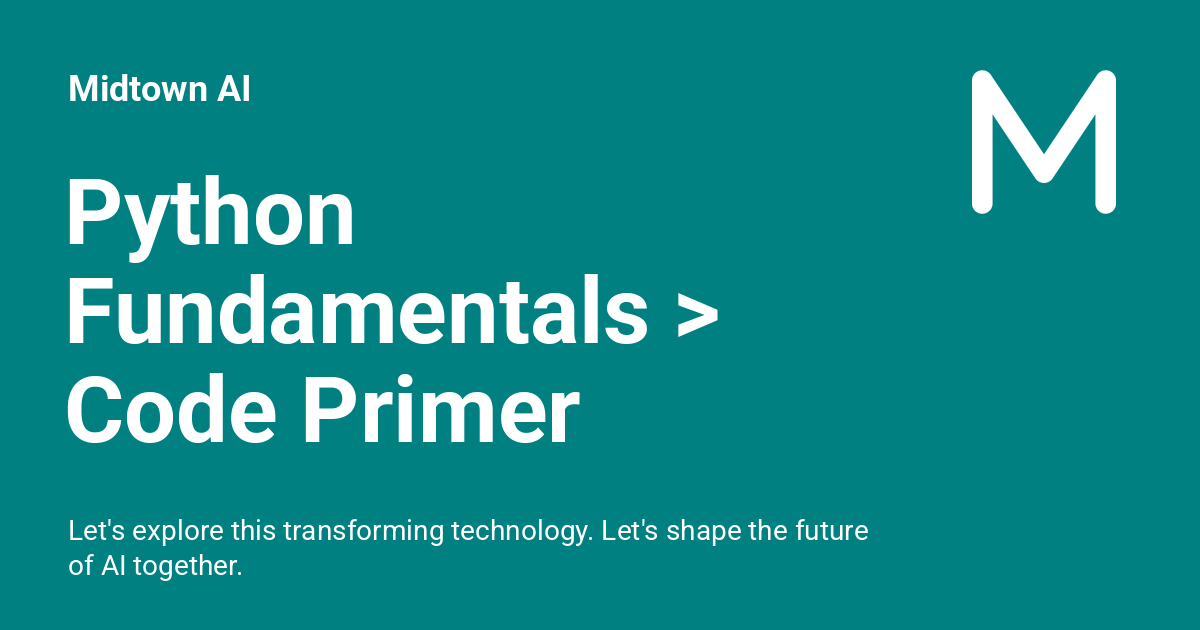 Midtown AI
M
Python
Fundamentals >
Code Primer
Let's explore this transforming technology. Let's shape the future
of AI together.